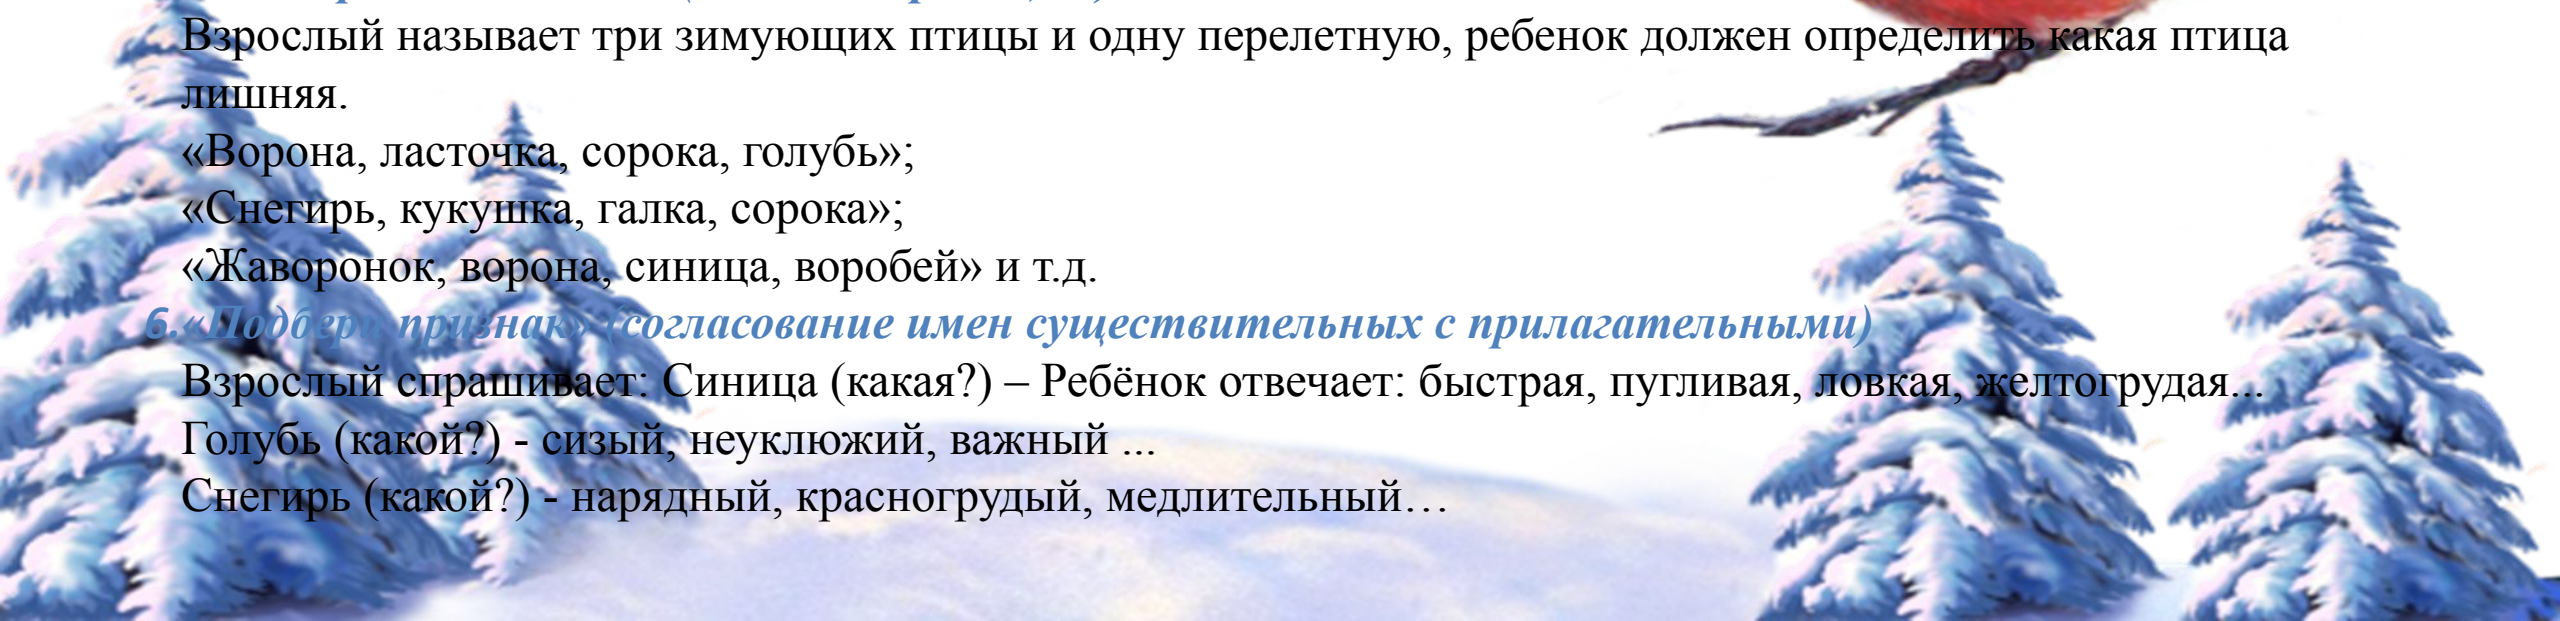 Взрослый называет три зимующих птицы и одну перелетную, ребенок должен определить какая птица
лишняя.
«Ворона, ласточка, сорока, голубь»;
«Снегирь, кукушка, галка, сорока»;
«Жаворонок, ворона, синица, воробей» и т.д.
6.«Подбери признак» (согласование имен существительных с прилагательными)
Взрослый спрашивает: Синица (какая?) – Ребёнок отвечает: быстрая, пугливая, ловкая, желтогрудая...
Голубь (какой?) - сизый, неуклюжий, важный ...
Снегирь (какой?) - нарядный, красногрудый, медлительный…